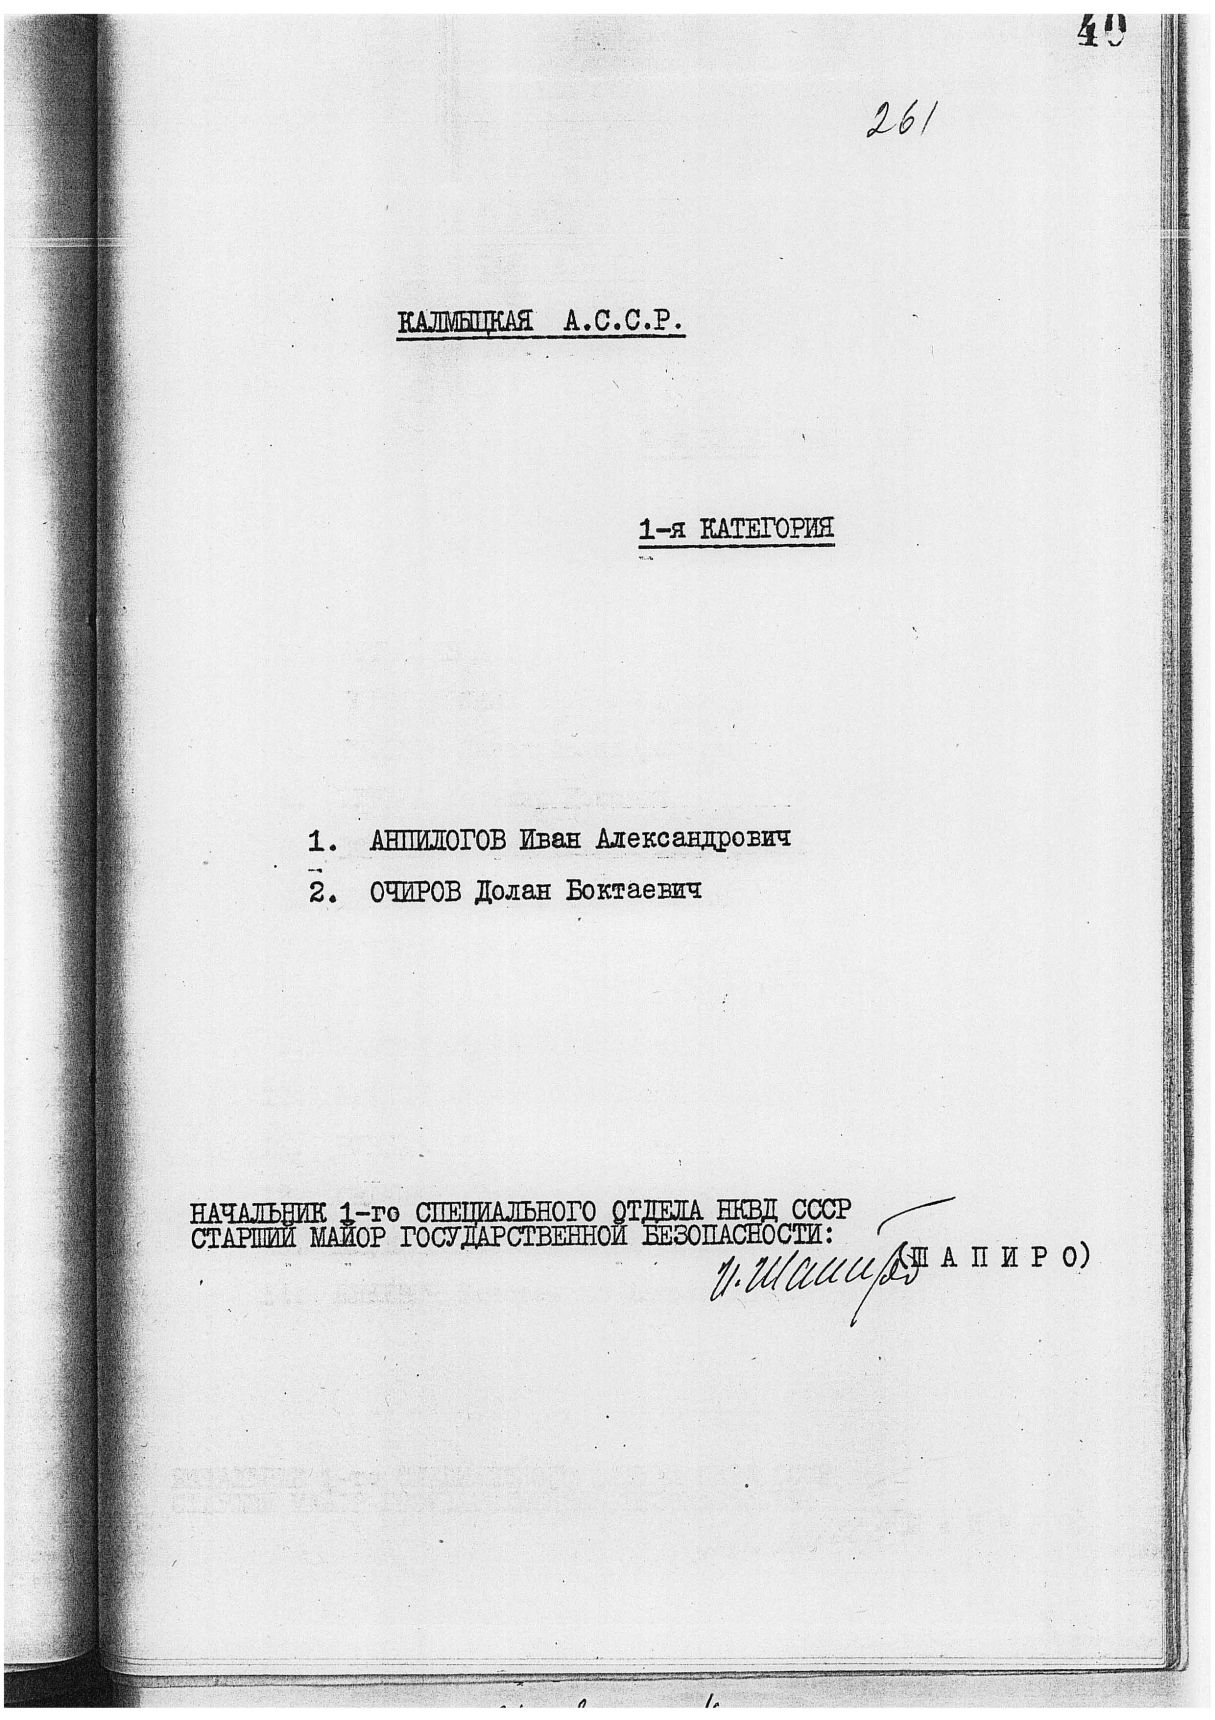 40
261
КАЛМЫЦКАЯ А.С.С.Р.
1-я КАТЕГОРИЯ
1. АНПИЛОГОВ Иван Александрович
2. ОЧИРОВ Долан Боктаевич
НАЧАЛЬНИК 1-го СПЕЦИАЛЬНОГО ОТДЕЛА НКВД СССР
СТАРШИЙ МАЙОР ГОСУДАРСТВЕННОЙ БЕЗОПАСНОСТИ:
И. Шапиро (Ш А П И Р О)